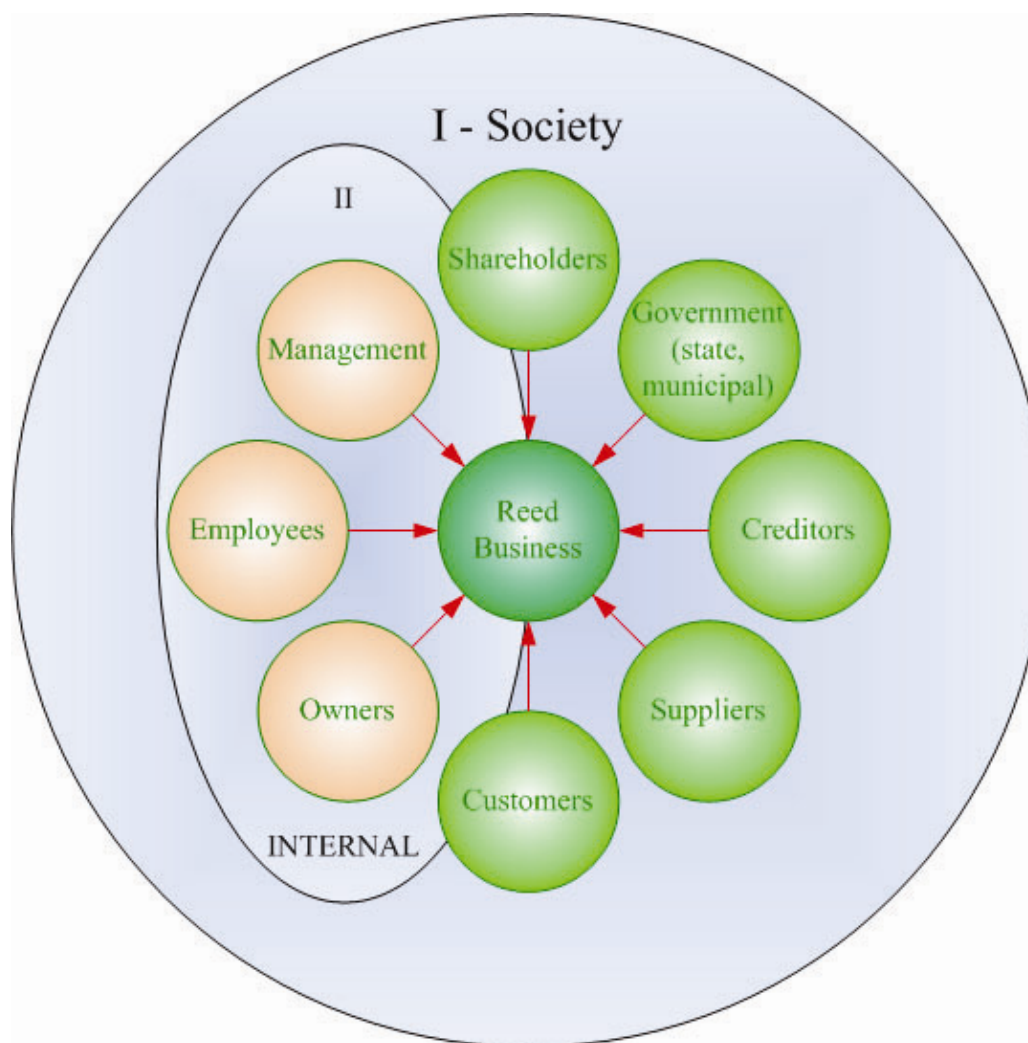 I - Society
II
Shareholders
Government
(state,
municipal)
Management
Employees
Reed
Business
Creditors
Owners
Suppliers
Customers
INTERNAL